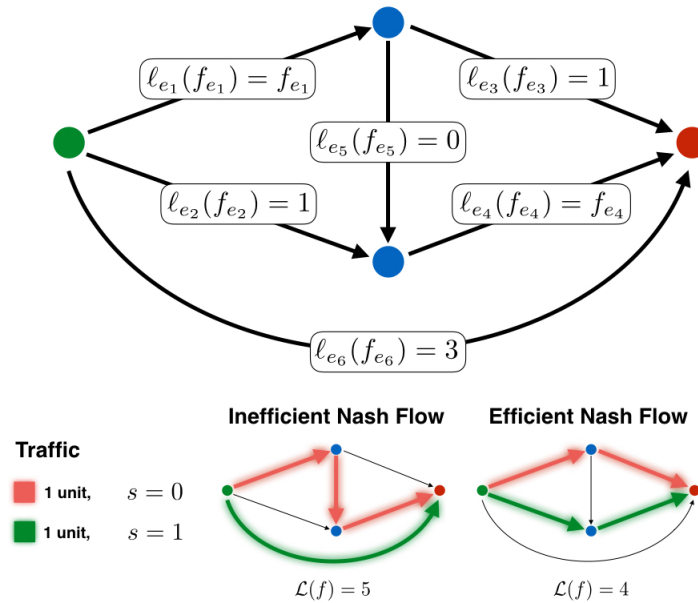 ℓ_{e_1}(f_{e_1}) = f_{e_1}
ℓ_{e_3}(f_{e_3}) = 1
ℓ_{e_5}(f_{e_5}) = 0
ℓ_{e_2}(f_{e_2}) = 1
ℓ_{e_4}(f_{e_4}) = f_{e_4}
ℓ_{e_6}(f_{e_6}) = 3
Inefficient Nash Flow
Efficient Nash Flow
Traffic
1 unit, s = 0
1 unit, s = 1
ℒ(f) = 5
ℒ(f) = 4